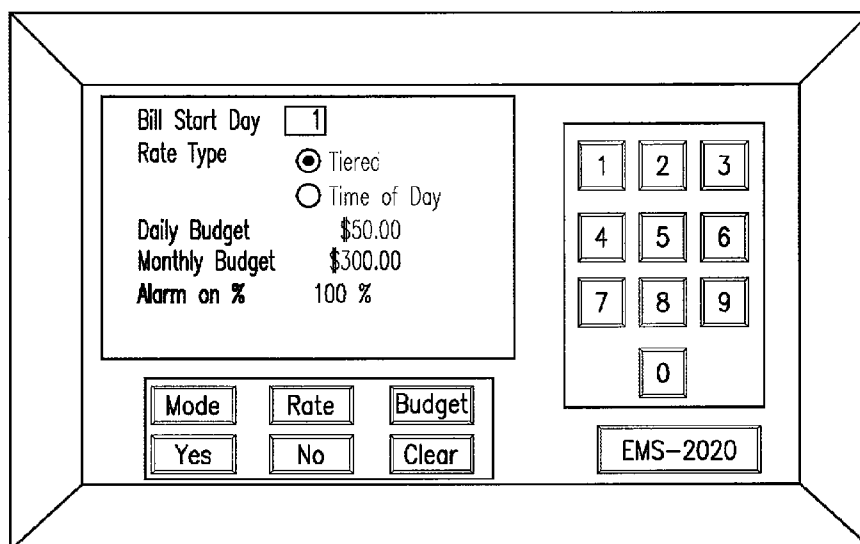 Bill Start Day 1
Rate Type Tiered
Time of Day
Daily Budget $50.00
Monthly Budget $300.00
Alarm on % 100 %
1 2 3
4 5 6
7 8 9
0
Mode Rate Budget
Yes No Clear
EMS-2020